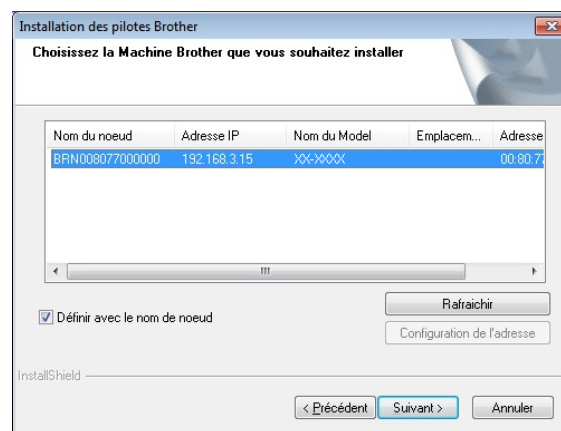 Installation des pilotes Brother
Choisissez la Machine Brother que vous souhaitez installer
Nom du noeud Adresse IP Nom du Model Emplacem... Adresse
BRN008077000000 192.168.3.15 XX-XXXX 00:80:77
Rafraichir
Définir avec le nom de noeud
Configuration de l'adresse
InstallShield
< Précédent Suivant > Annuler